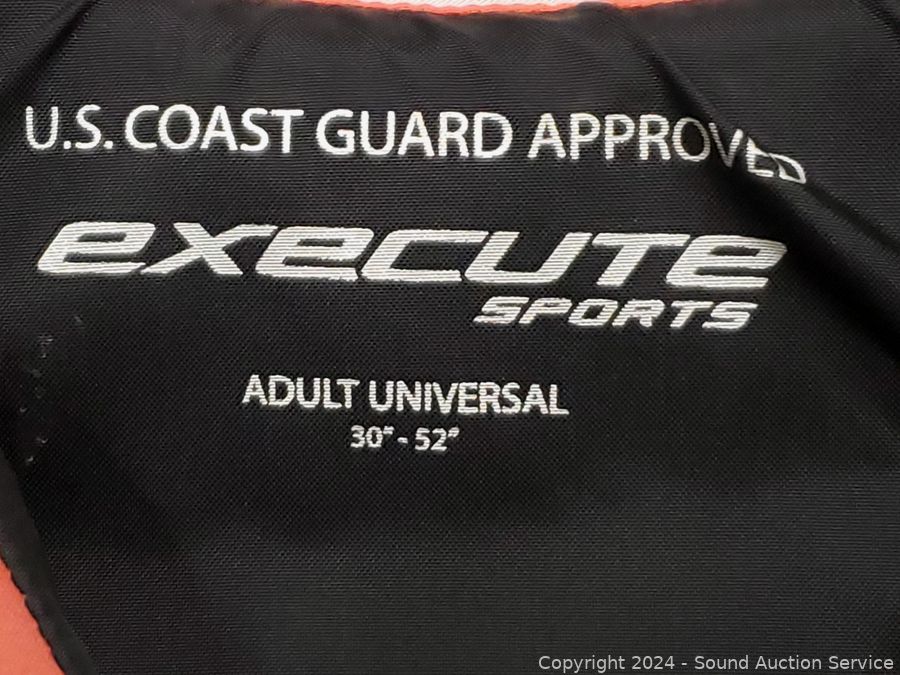 U.S. COAST GUARD APPROVED
execute
SPORTS
ADULT UNIVERSAL
30" - 52"
Copyright 2024 - Sound Auction Service